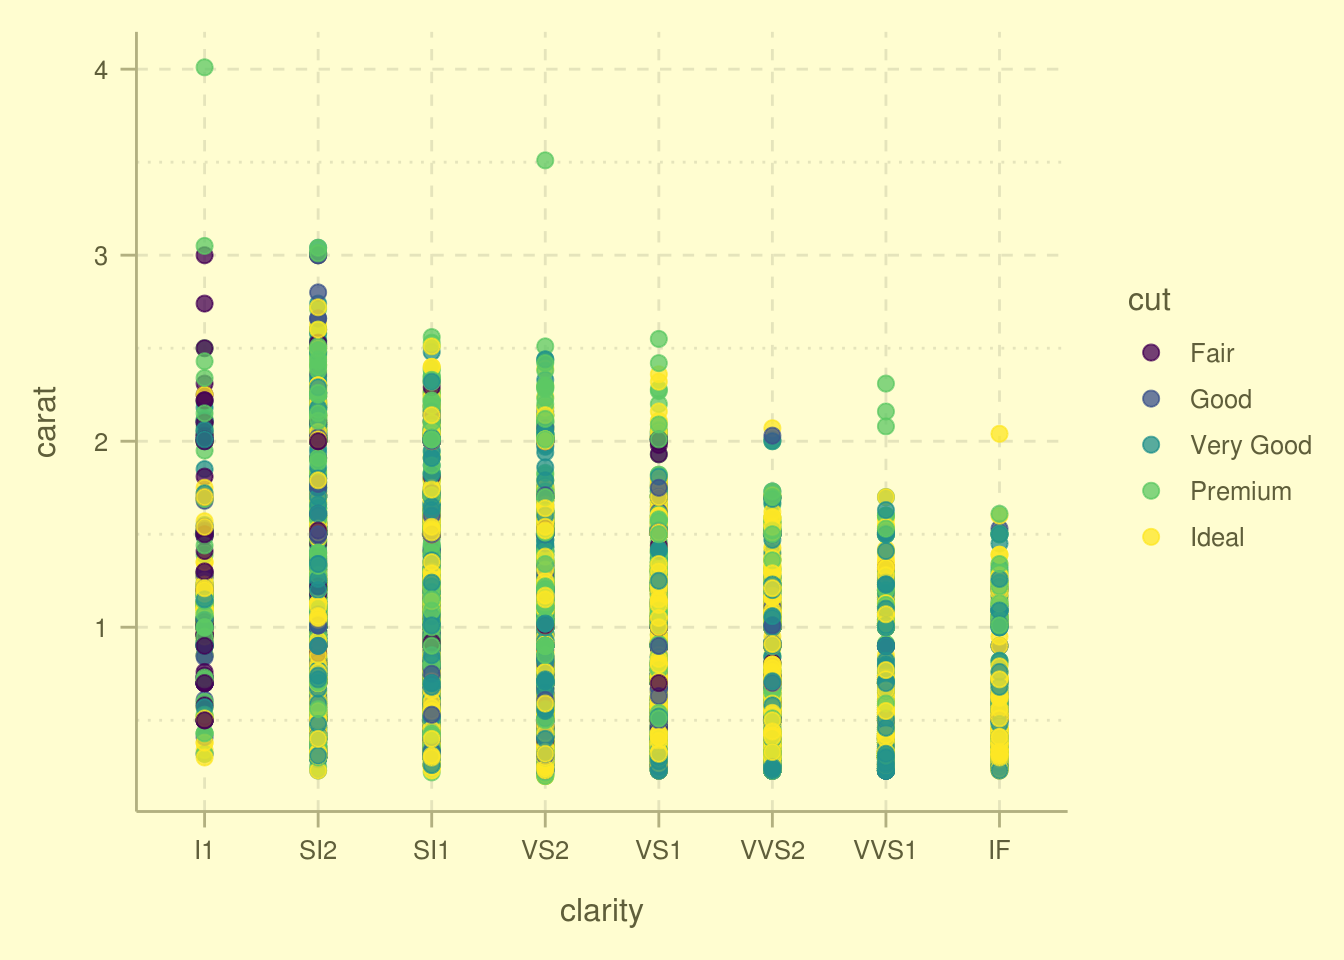 4
3
2
1
carat
I1 SI2 SI1 VS2 VS1 VVS2 VVS1 IF
clarity
cut
Fair
Good
Very Good
Premium
Ideal